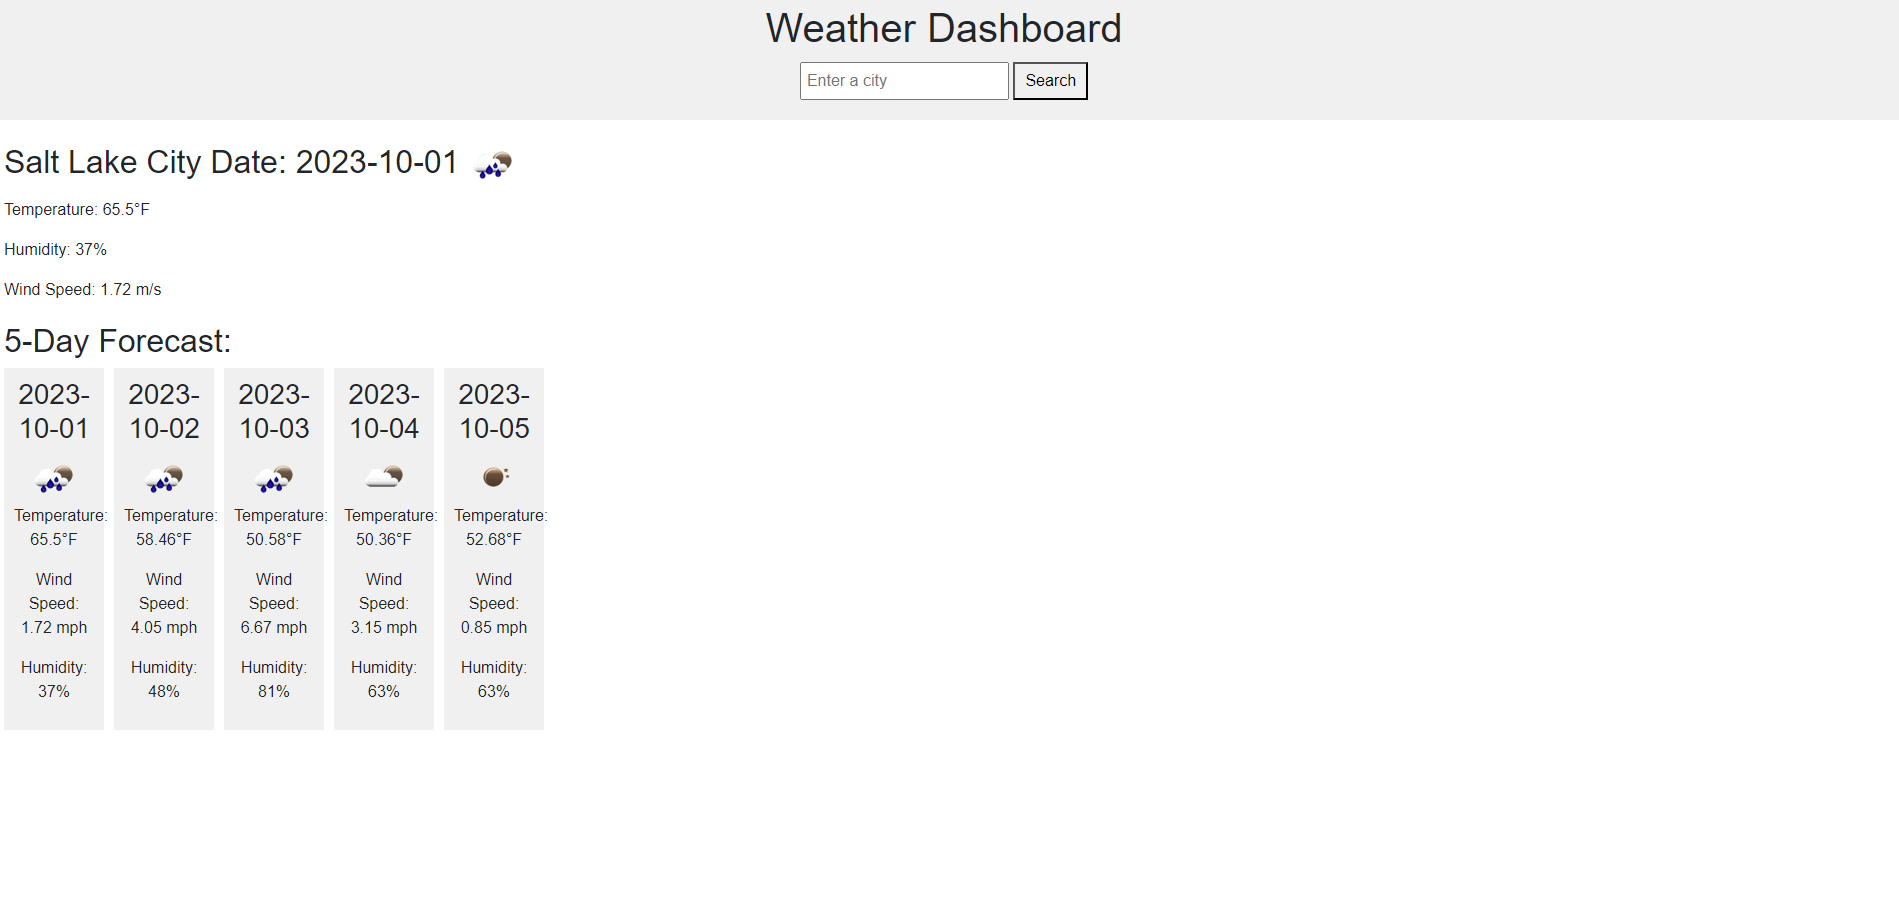 Weather Dashboard
Enter a city
Search
Salt Lake City Date: 2023-10-01
Temperature: 65.5°F
Humidity: 37%
Wind Speed: 1.72 m/s
5-Day Forecast:
2023-
10-01
Temperature:
65.5°F
Wind
Speed:
1.72 mph
Humidity:
37%
2023-
10-02
Temperature:
58.46°F
Wind
Speed:
4.05 mph
Humidity:
48%
2023-
10-03
Temperature:
50.58°F
Wind
Speed:
6.67 mph
Humidity:
81%
2023-
10-04
Temperature:
50.36°F
Wind
Speed:
3.15 mph
Humidity:
63%
2023-
10-05
Temperature:
52.68°F
Wind
Speed:
0.85 mph
Humidity:
63%